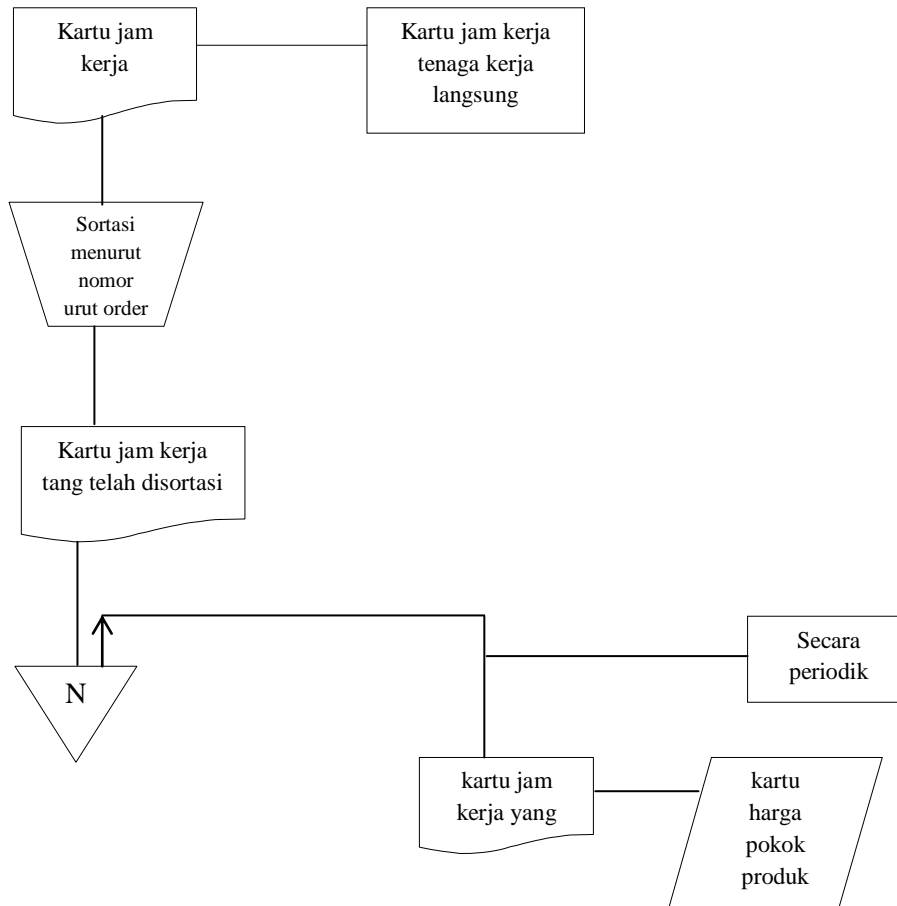 Kartu jam
kerja
Kartu jam kerja
tenaga kerja
langsung
Sortasi
menurut
nomor
urut order
Kartu jam kerja
tang telah disortasi
N
Secara
periodik
kartu jam
kerja yang
kartu
harga
pokok
produk